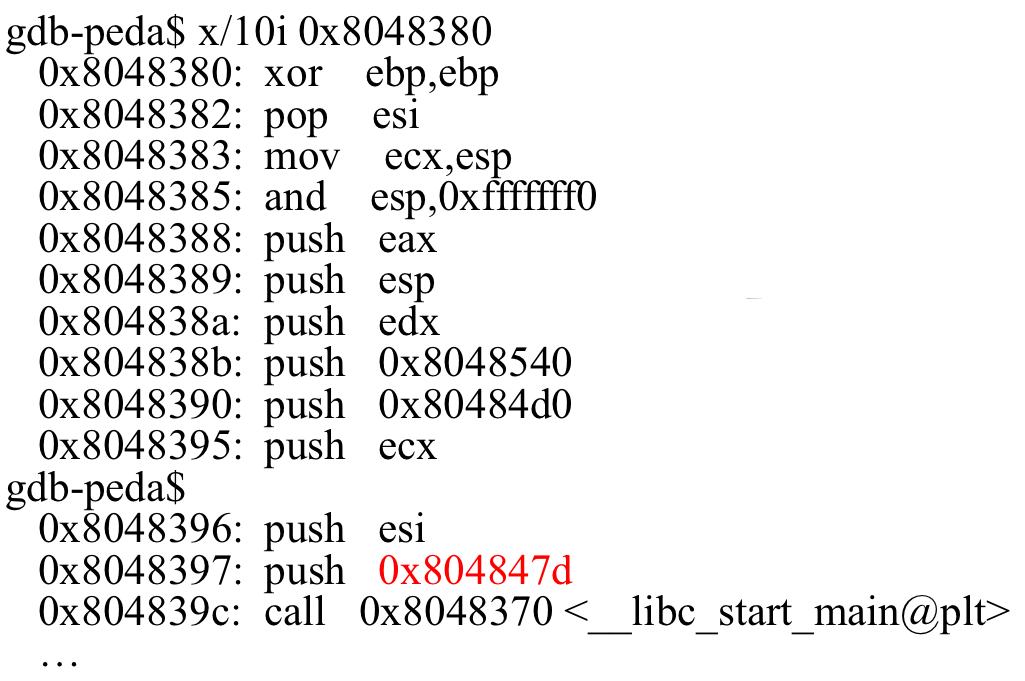 gdb-peda$ x/10i 0x8048380
0x8048380: xor ebp,ebp
0x8048382: pop esi
0x8048383: mov ecx,esp
0x8048385: and esp,0xfffffff0
0x8048388: push eax
0x8048389: push esp
0x804838a: push edx
0x804838b: push 0x8048540
0x8048390: push 0x80484d0
0x8048395: push ecx
gdb-peda$
0x8048396: push esi
0x8048397: push 0x804847d
0x804839c: call 0x8048370 <__libc_start_main@plt>
…